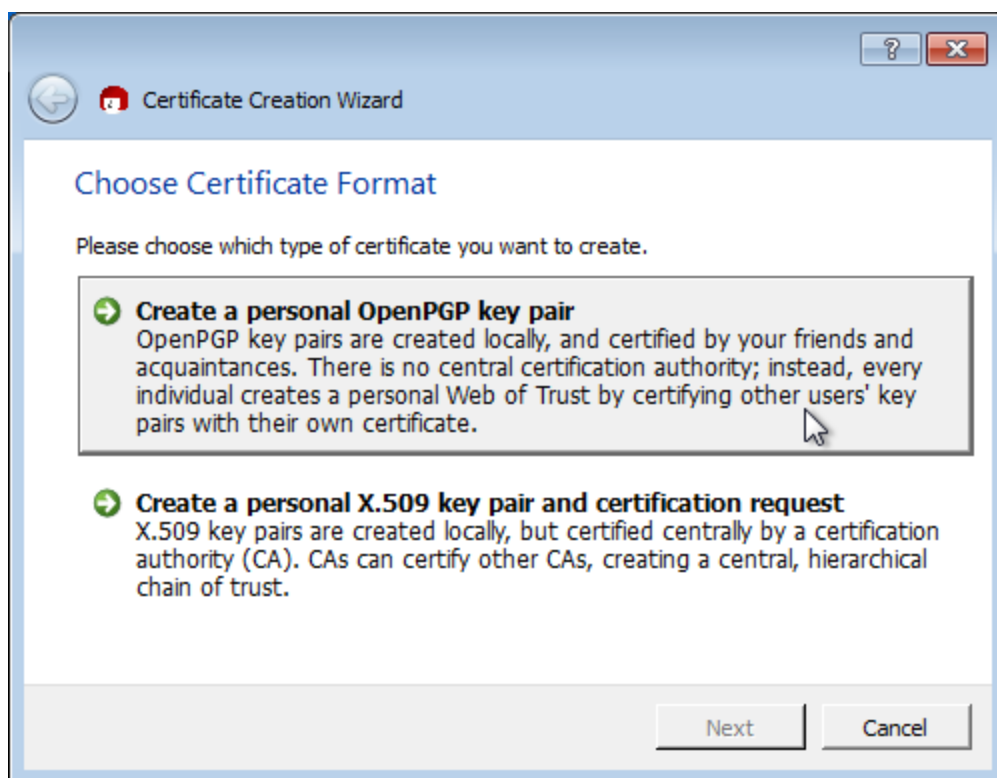 ?
Certificate Creation Wizard
Choose Certificate Format
Please choose which type of certificate you want to create.
Create a personal OpenPGP key pair
OpenPGP key pairs are created locally, and certified by your friends and
acquaintances. There is no central certification authority; instead, every
individual creates a personal Web of Trust by certifying other users' key
pairs with their own certificate.
Create a personal X.509 key pair and certification request
X.509 key pairs are created locally, but certified centrally by a certification
authority (CA). CAs can certify other CAs, creating a central, hierarchical
chain of trust.
Next
Cancel